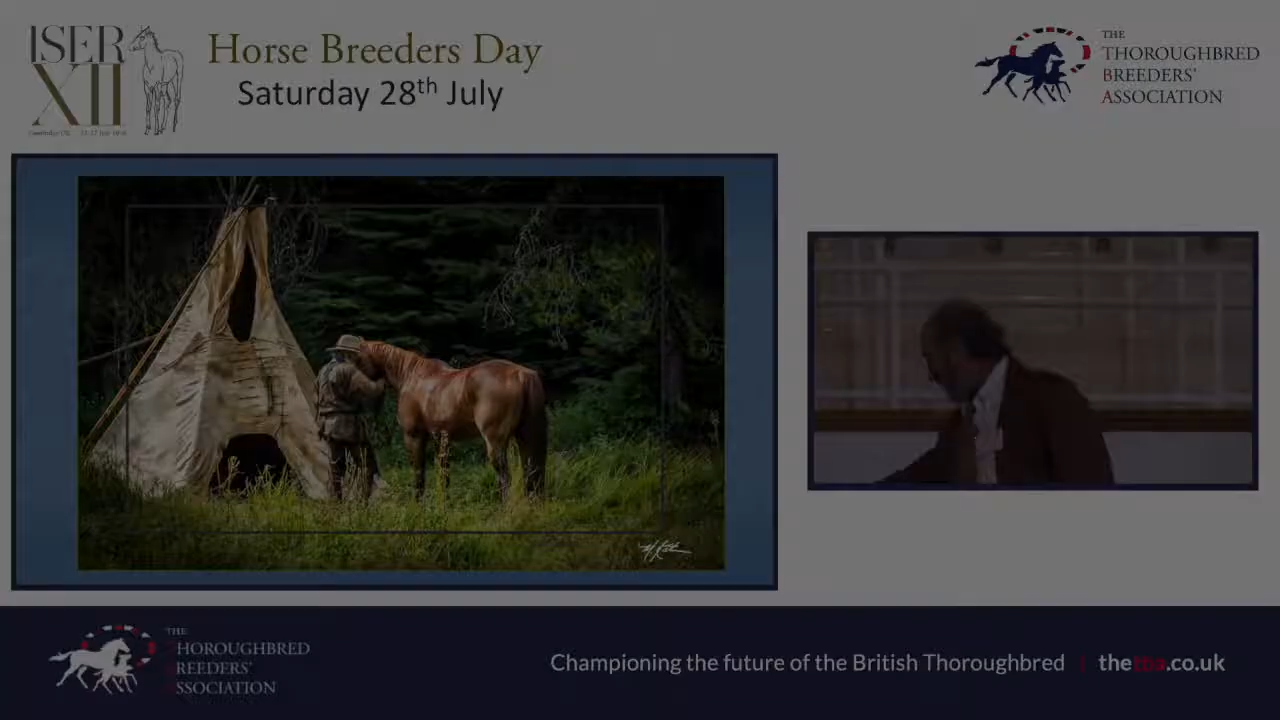 ISER
XII
Horse Breeders Day
Saturday 28th July
THE
THOROUGHBRED
BREEDERS'
ASSOCIATION
THE
THOROUGHBRED
BREEDERS'
ASSOCIATION
Championing the future of the British Thoroughbred | thetba.co.uk